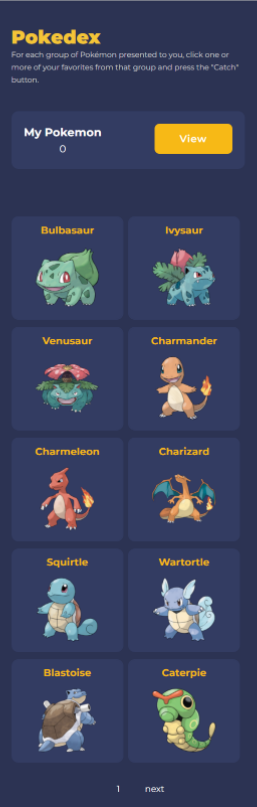 Pokedex
For each group of Pokémon presented to you, click one or
more of your favorites from that group and press the "Catch"
button.
My Pokemon
0
View
Bulbasaur
Ivysaur
Venusaur
Charmander
Charmeleon
Charizard
Squirtle
Wartortle
Blastoise
Caterpie
1 next